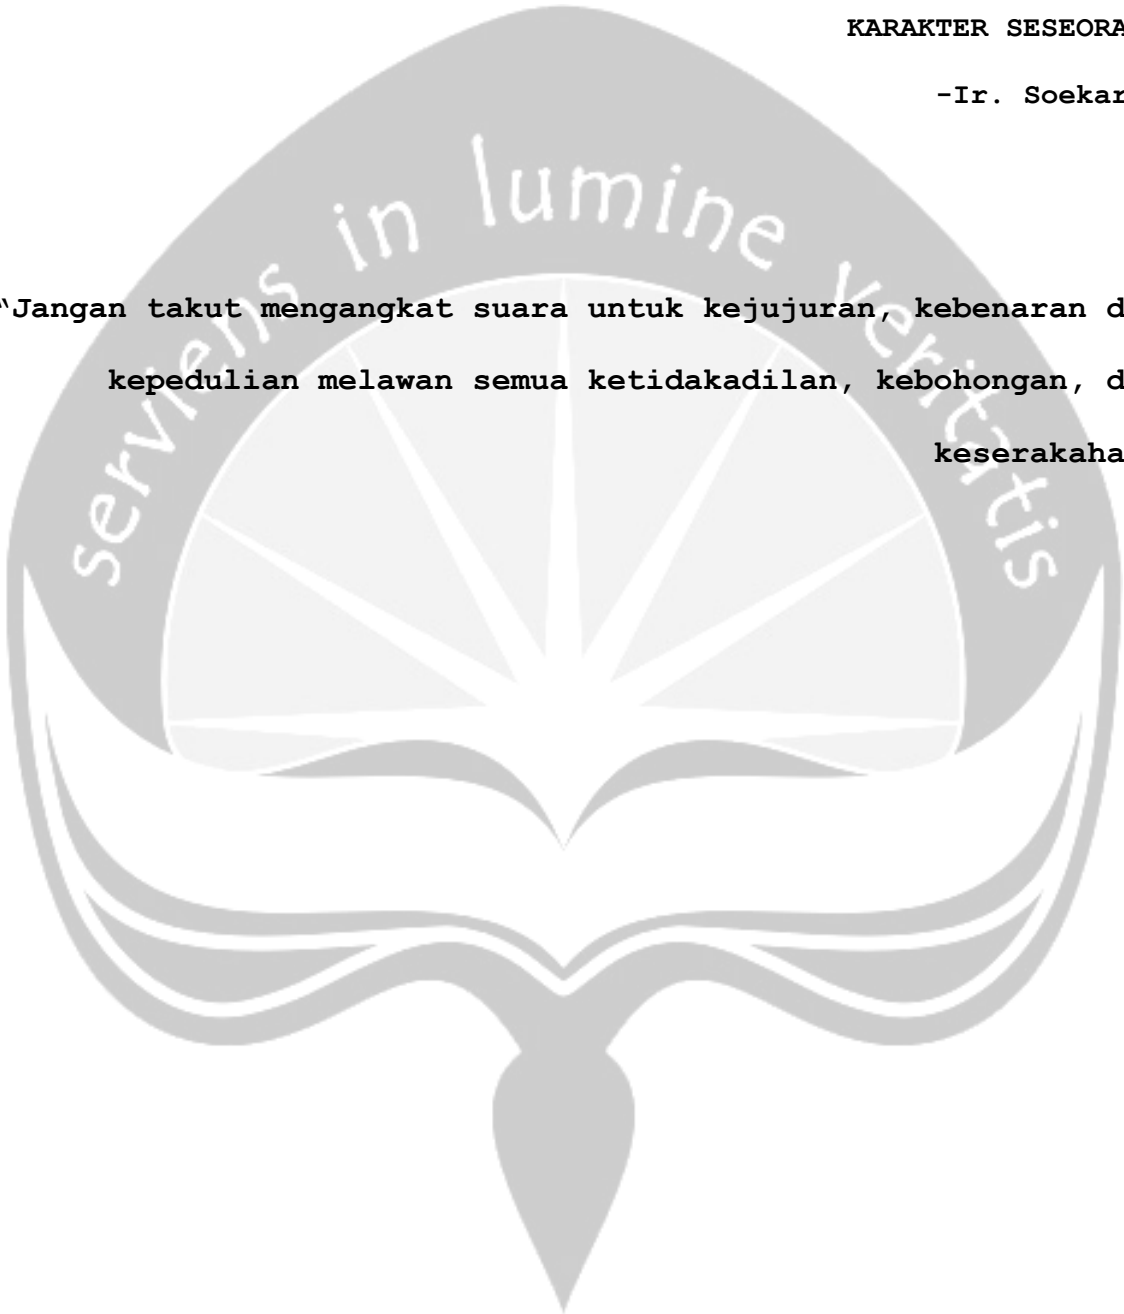 KARAKTER SESEORA
-Ir. Soekar
serviens in lumine veritatis
“Jangan takut mengangkat suara untuk kejujuran, kebenaran d
kepedulian melawan semua ketidakadilan, kebohongan, d
keserakaha